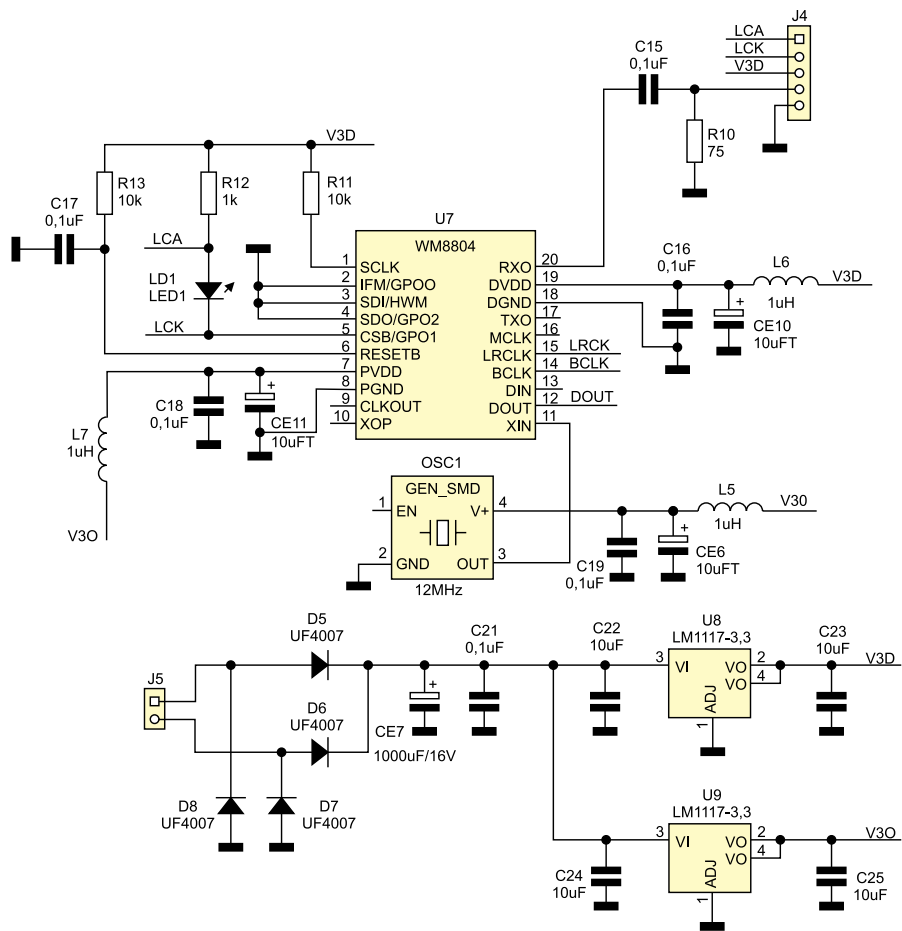 J4
LCA
LCK
V3D
C15
0,1uF
R10
75
V3D
R13
10k
R12
1k
R11
10k
C17
0,1uF
LCA
LD1
LED1
LCK
U7
WM8804
1 SCLK
2 IFM/GPOO
3 SDI/HWM
4 SDO/GPO2
5 CSB/GPO1
6 RESETB
7 PVDD
8 PGND
9 CLKOUT
10 XOP
RXO 20
DVDD 19
DGND 18
TXO 17
MCLK 16
LRCLK 15 LRCK
BCLK 14 BCLK
DIN 13
DOUT 12 DOUT
XIN 11
C16
0,1uF
L6
1uH
V3D
+
CE10
10uFT
C18
0,1uF
+
CE11
10uFT
L7
1uH
V3O
OSC1
GEN_SMD
1 EN
V+ 4
2 GND
OUT 3
12MHz
L5
1uH
V30
C19
0,1uF
+
CE6
10uFT
J5
D5
UF4007
D6
UF4007
D8
UF4007
D7
UF4007
+
CE7
1000uF/16V
C21
0,1uF
C22
10uF
U8
LM1117-3,3
3 VI
VO 2
VO 4
ADJ
1
C23
10uF
V3D
U9
LM1117-3,3
3 VI
VO 2
VO 4
ADJ
1
V3O
C24
10uF
C25
10uF